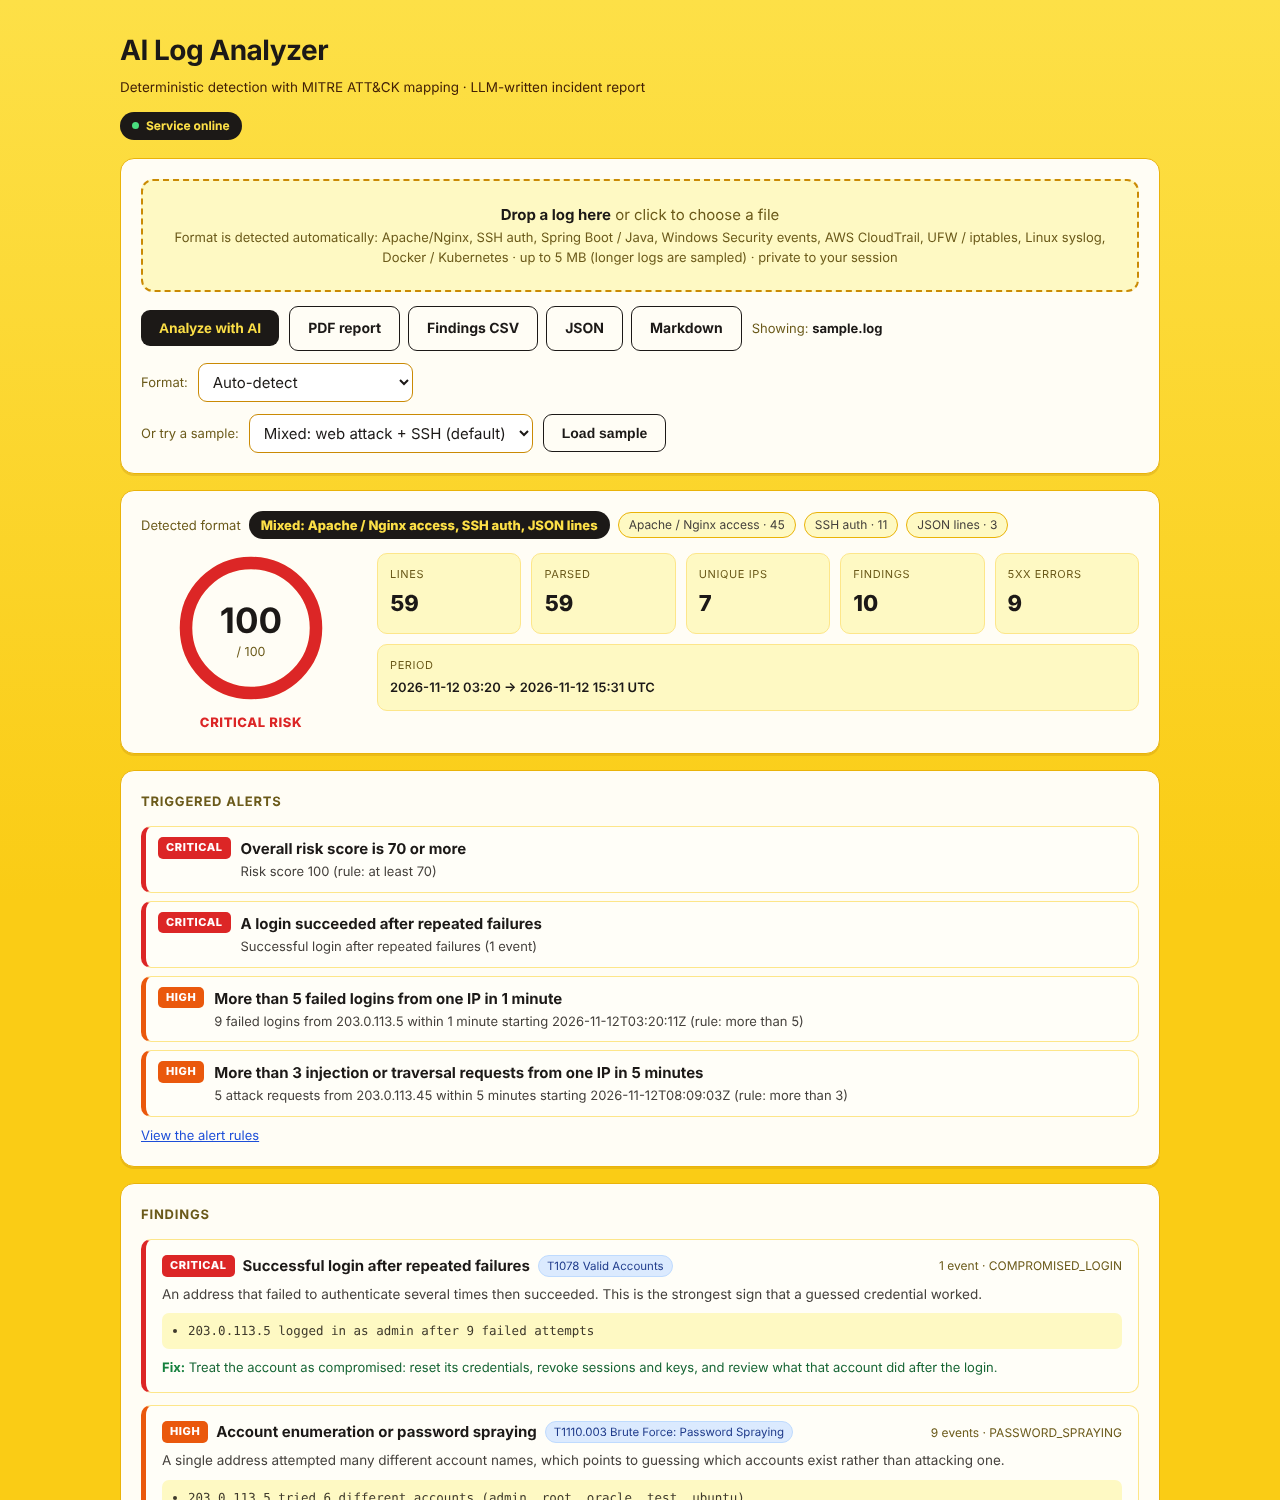 AI Log Analyzer
Deterministic detection with MITRE ATT&CK mapping · LLM-written incident report
Service online
Drop a log here or click to choose a file
Format is detected automatically: Apache/Nginx, SSH auth, Spring Boot / Java, Windows Security events, AWS CloudTrail, UFW / iptables, Linux syslog,
Docker / Kubernetes · up to 5 MB (longer logs are sampled) · private to your session
Analyze with AI
PDF report
Findings CSV
JSON
Markdown
Showing: sample.log
Format:
Auto-detect
Or try a sample:
Mixed: web attack + SSH (default)
Load sample
Detected format
Mixed: Apache / Nginx access, SSH auth, JSON lines
Apache / Nginx access · 45
SSH auth · 11
JSON lines · 3
100
/ 100
CRITICAL RISK
LINES
59
PARSED
59
UNIQUE IPS
7
FINDINGS
10
5XX ERRORS
9
PERIOD
2026-11-12 03:20 → 2026-11-12 15:31 UTC
TRIGGERED ALERTS
CRITICAL
Overall risk score is 70 or more
Risk score 100 (rule: at least 70)
CRITICAL
A login succeeded after repeated failures
Successful login after repeated failures (1 event)
HIGH
More than 5 failed logins from one IP in 1 minute
9 failed logins from 203.0.113.5 within 1 minute starting 2026-11-12T03:20:11Z (rule: more than 5)
HIGH
More than 3 injection or traversal requests from one IP in 5 minutes
5 attack requests from 203.0.113.45 within 5 minutes starting 2026-11-12T08:09:03Z (rule: more than 3)
View the alert rules
FINDINGS
CRITICAL
Successful login after repeated failures
T1078 Valid Accounts
1 event · COMPROMISED_LOGIN
An address that failed to authenticate several times then succeeded. This is the strongest sign that a guessed credential worked.
• 203.0.113.5 logged in as admin after 9 failed attempts
Fix: Treat the account as compromised: reset its credentials, revoke sessions and keys, and review what that account did after the login.
HIGH
Account enumeration or password spraying
T1110.003 Brute Force: Password Spraying
9 events · PASSWORD_SPRAYING
A single address attempted many different account names, which points to guessing which accounts exist rather than attacking one.
• 203.0.113.5 tried 6 different accounts (admin, root, oracle, test, ubuntu)